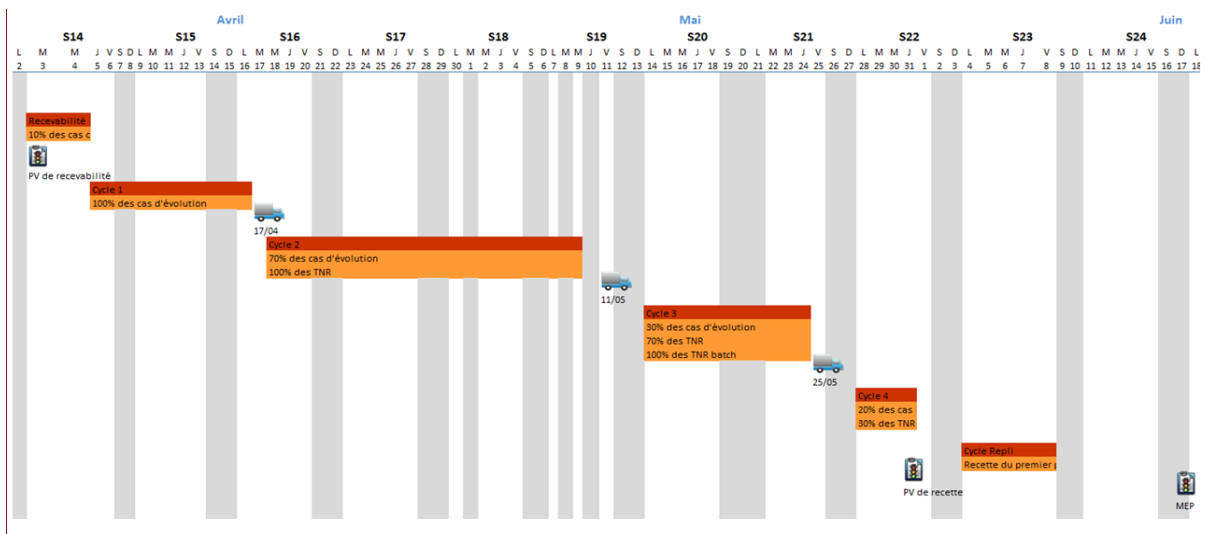 Avril Mai Juin
S14 S15 S16 S17 S18 S19 S20 S21 S22 S23 S24
L M M J V S D L M M J V S D L M M J V S D L M M J V S D L M M J V S D L M M J V S D L M M J V S D L M M J V S D L M M J V S D L M M J V S D L M M J V S D L
2 3 4 5 6 7 8 9 10 11 12 13 14 15 16 17 18 19 20 21 22 23 24 25 26 27 28 29 30 1 2 3 4 5 6 7 8 9 10 11 12 13 14 15 16 17 18 19 20 21 22 23 24 25 26 27 28 29 30 31 1 2 3 4 5 6 7 8 9 10 11 12 13 14 15 16 17 18
Recevabilité
10% des cas c
PV de recevabilité
Cycle 1
100% des cas d'évolution
17/04
Cycle 2
70% des cas d'évolution
100% des TNR
11/05
Cycle 3
30% des cas d'évolution
70% des TNR
100% des TNR batch
25/05
Cycle 4
20% des cas
30% des TNR
Cycle Repli
Recette du premier p
PV de recette
MEP